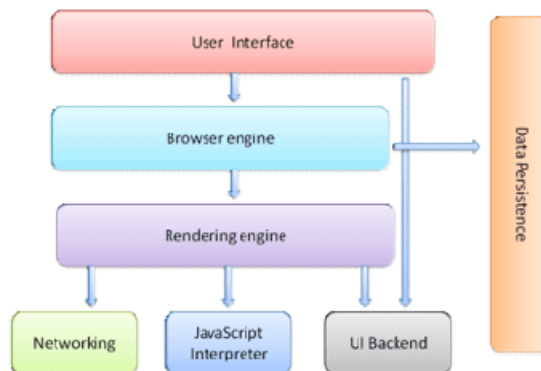 User Interface
Browser engine
Data Persistence
Rendering engine
Networking
JavaScript
Interpreter
UI Backend